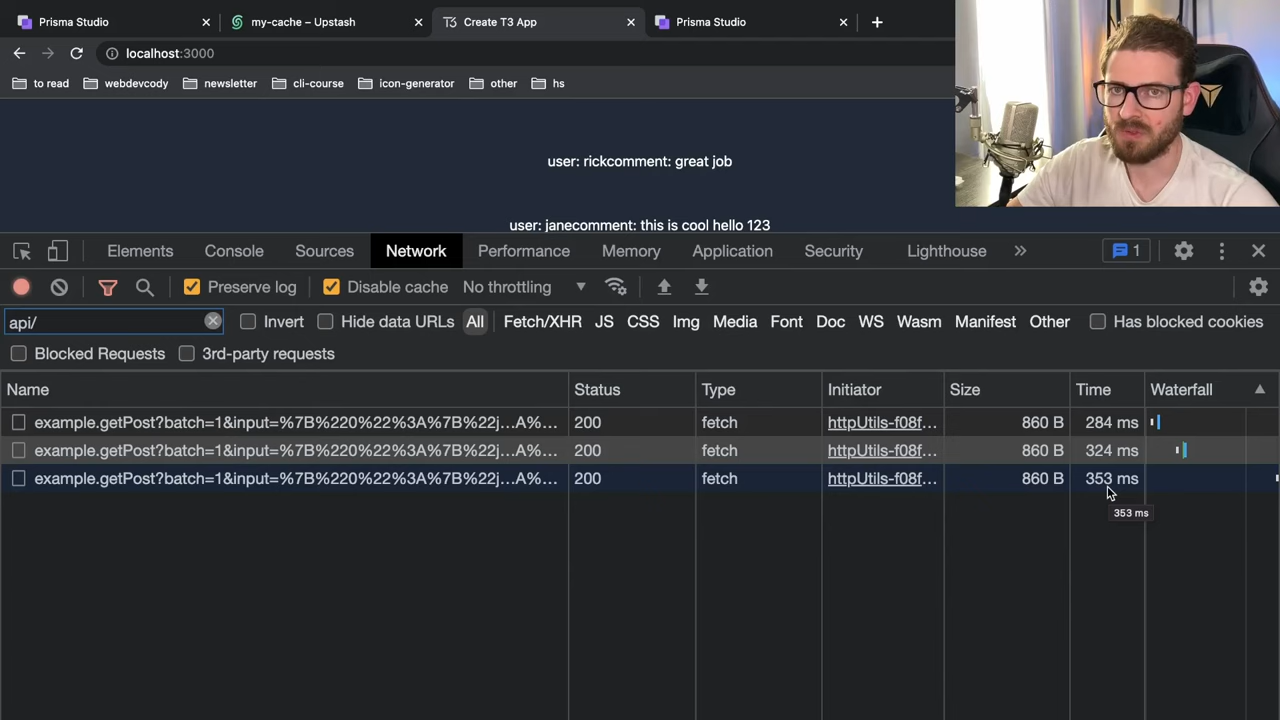 Prisma Studio
my-cache – Upstash
Create T3 App
Prisma Studio
localhost:3000
to read
webdevcody
newsletter
cli-course
icon-generator
other
hs
user: rickcomment: great job
user: janecomment: this is cool hello 123
Elements
Console
Sources
Network
Performance
Memory
Application
Security
Lighthouse
1
Preserve log
Disable cache
No throttling
api/
Invert
Hide data URLs
All
Fetch/XHR
JS
CSS
Img
Media
Font
Doc
WS
Wasm
Manifest
Other
Has blocked cookies
Blocked Requests
3rd-party requests
Name Status Type Initiator Size Time Waterfall
example.getPost?batch=1&input=%7B%220%22%3A%7B%22j…A%… 200 fetch httpUtils-f08f… 860 B 284 ms
example.getPost?batch=1&input=%7B%220%22%3A%7B%22j…A%… 200 fetch httpUtils-f08f… 860 B 324 ms
example.getPost?batch=1&input=%7B%220%22%3A%7B%22j…A%… 200 fetch httpUtils-f08f… 860 B 353 ms
353 ms